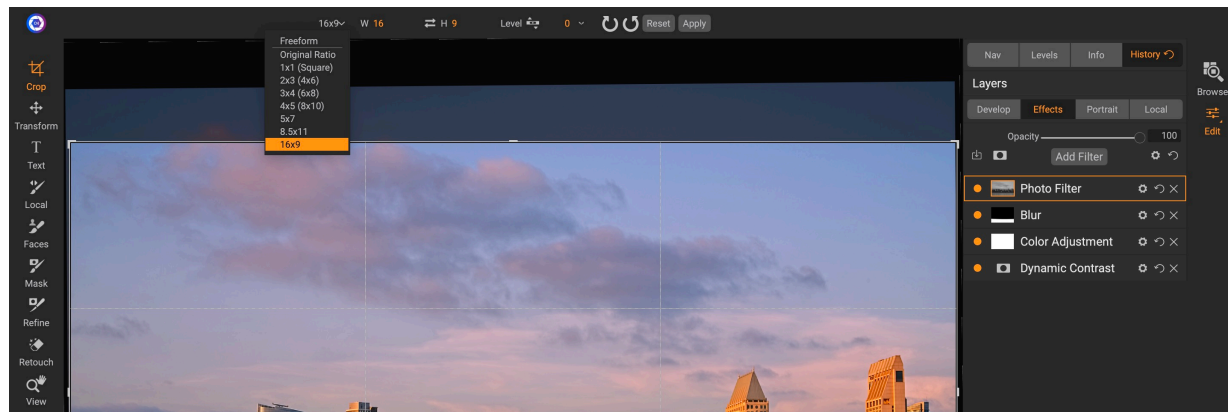 16x9 W 16 H 9 Level 0 Reset Apply
Freeform
Original Ratio
1x1 (Square)
2x3 (4x6)
3x4 (6x8)
4x5 (8x10)
5x7
8.5x11
16x9
Crop
Transform
Text
Local
Faces
Mask
Refine
Retouch
View
Nav Levels Info History
Layers
Develop Effects Portrait Local
Opacity 100
Add Filter
Photo Filter
Blur
Color Adjustment
Dynamic Contrast
Browse
Edit